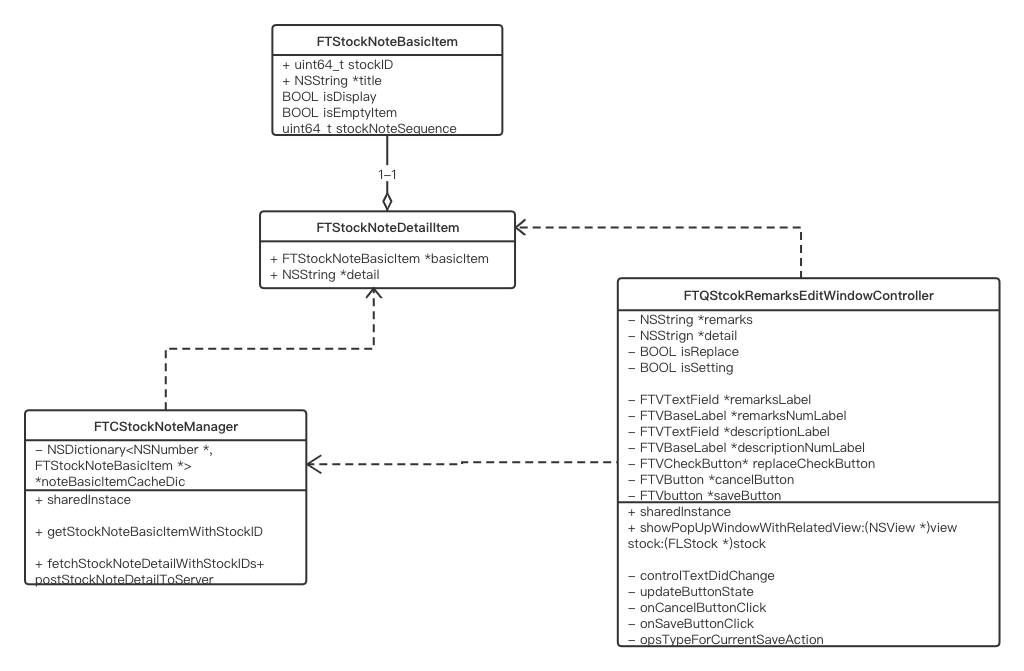 FTStockNoteBasicItem
+ uint64_t stockID
+ NSString *title
BOOL isDisplay
BOOL isEmptyItem
uint64_t stockNoteSequence
1–1
FTStockNoteDetailItem
+ FTStockNoteBasicItem *basicItem
+ NSString *detail
FTQStcokRemarksEditWindowController
– NSString *remarks
– NSStrign *detail
– BOOL isReplace
– BOOL isSetting
– FTVTextField *remarksLabel
– FTVBaseLabel *remarksNumLabel
– FTVTextField *descriptionLabel
– FTVBaseLabel *descriptionNumLabel
– FTVCheckButton* replaceCheckButton
– FTVButton *cancelButton
– FTVbutton *saveButton
+ sharedInstance
+ showPopUpWindowWithRelatedView:(NSView *)view
stock:(FLStock *)stock
– controlTextDidChange
– updateButtonState
– onCancelButtonClick
– onSaveButtonClick
– opsTypeForCurrentSaveAction
FTCStockNoteManager
– NSDictionary<NSNumber *,
FTStockNoteBasicItem *>
*noteBasicItemCacheDic
+ sharedInstace
+ getStockNoteBasicItemWithStockID
+ fetchStockNoteDetailWithStockIDs+
postStockNoteDetailToServer